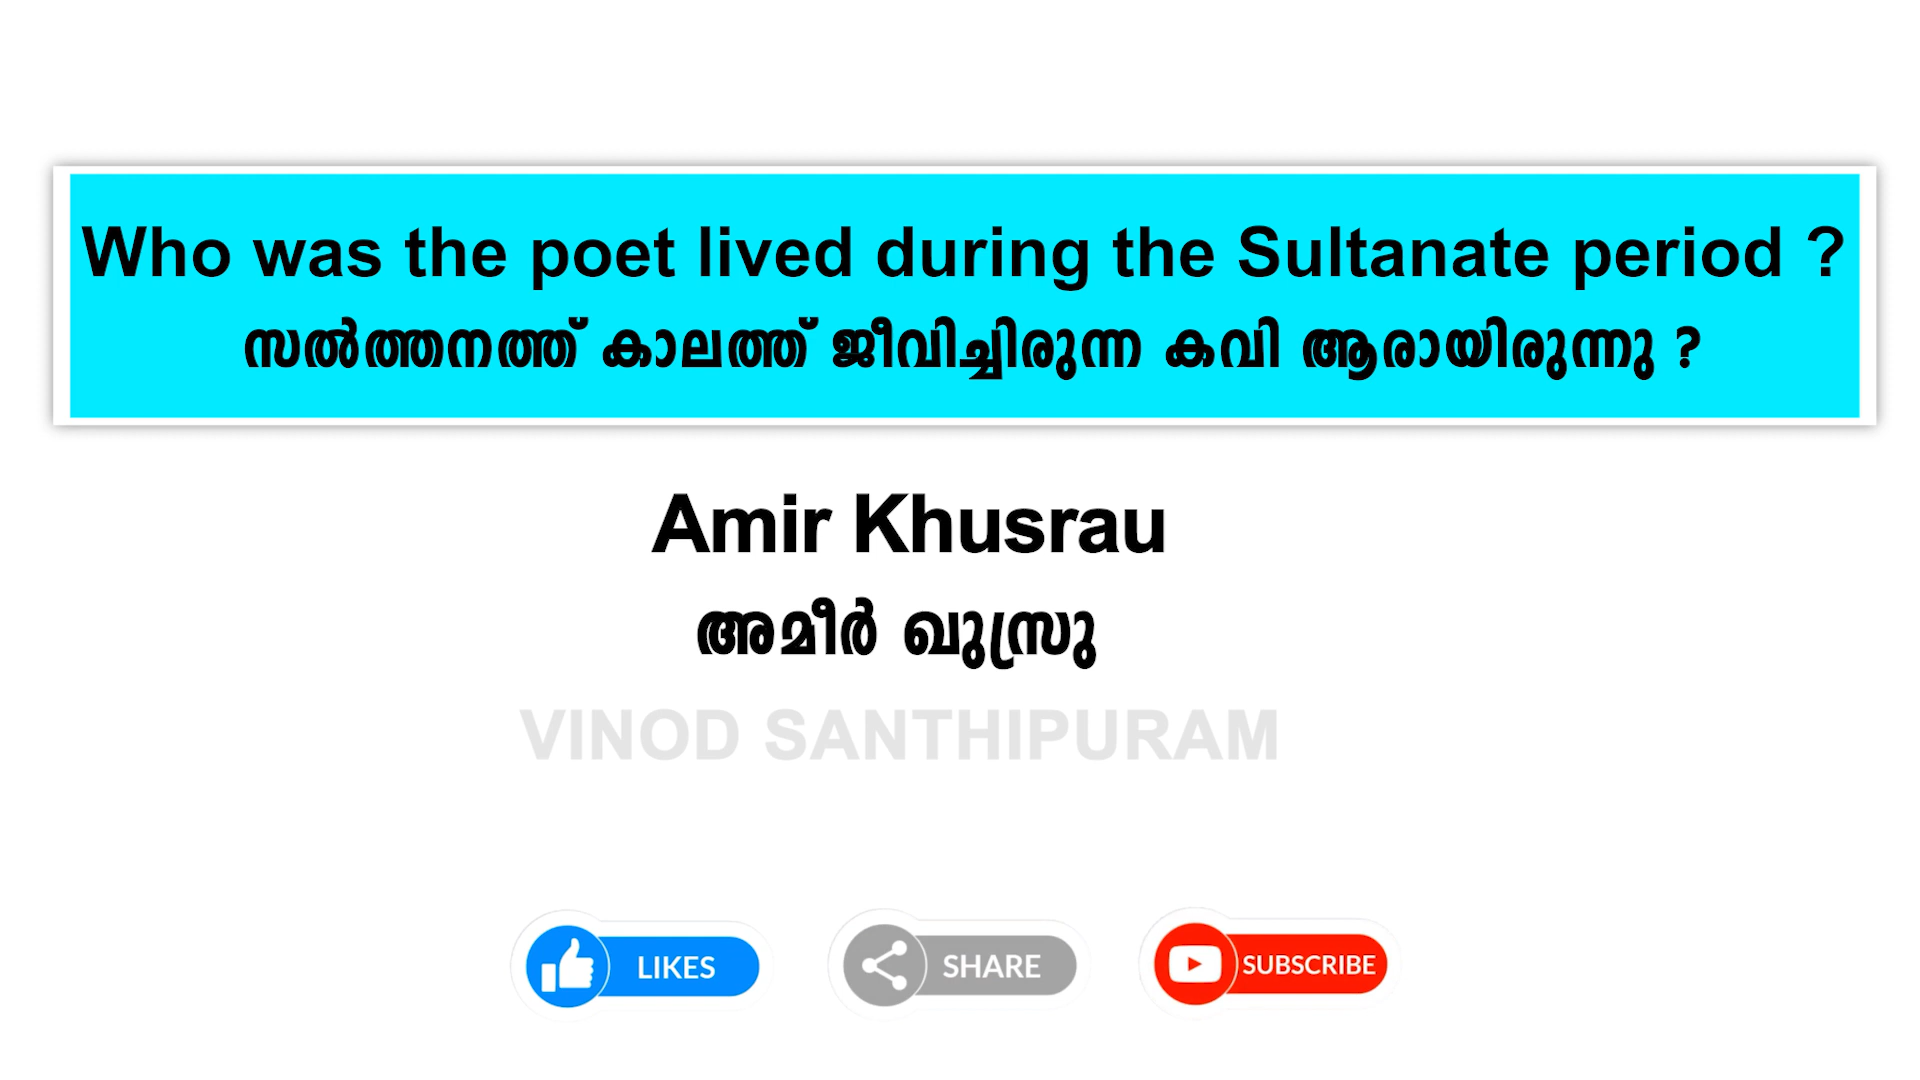 Who was the poet lived during the Sultanate period ?
സൽത്തനത്ത് കാലത്ത് ജീവിച്ചിരുന്ന കവി ആരായിരുന്നു ?
Amir Khusrau
അമീർ ഖുസ്രു
VINOD SANTHIPURAM
LIKES
SHARE
SUBSCRIBE